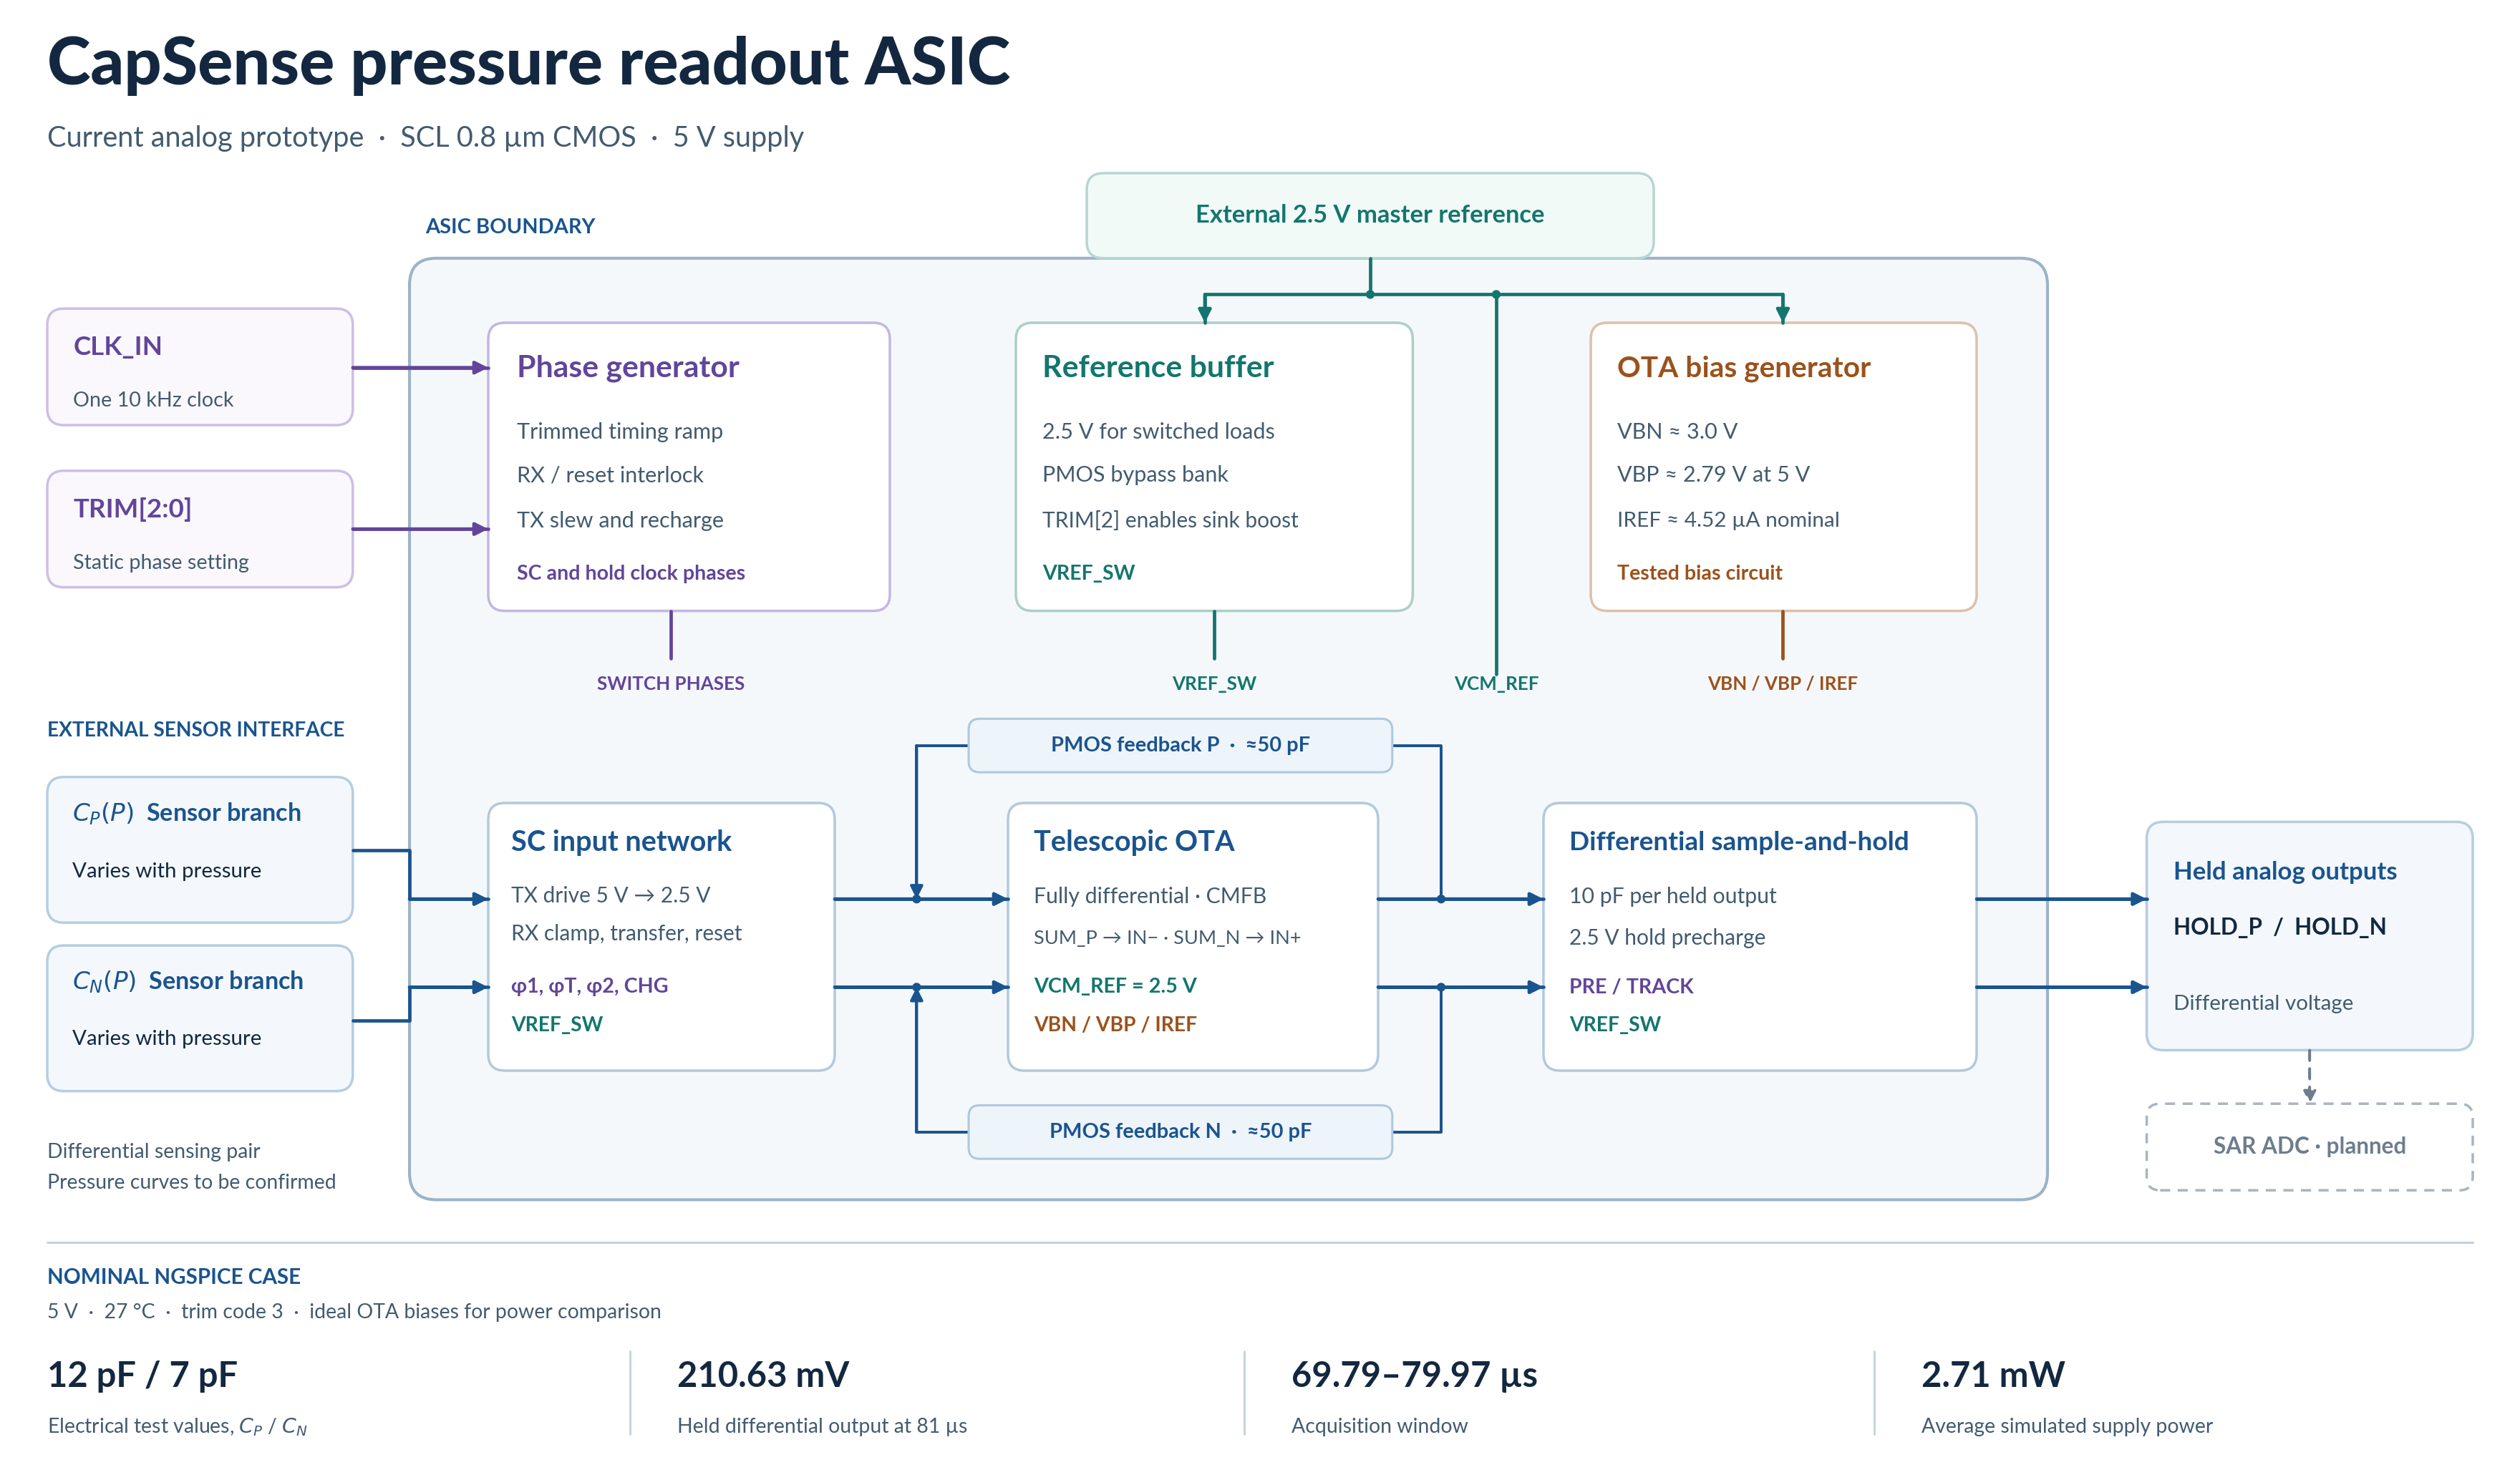 CapSense pressure readout ASIC
Current analog prototype · SCL 0.8 µm CMOS · 5 V supply
External 2.5 V master reference
ASIC BOUNDARY
CLK_IN
One 10 kHz clock
TRIM[2:0]
Static phase setting
Phase generator
Trimmed timing ramp
RX / reset interlock
TX slew and recharge
SC and hold clock phases
Reference buffer
2.5 V for switched loads
PMOS bypass bank
TRIM[2] enables sink boost
VREF_SW
OTA bias generator
VBN ≈ 3.0 V
VBP ≈ 2.79 V at 5 V
IREF ≈ 4.52 µA nominal
Tested bias circuit
SWITCH PHASES
VREF_SW
VCM_REF
VBN / VBP / IREF
EXTERNAL SENSOR INTERFACE
C_P(P) Sensor branch
Varies with pressure
C_N(P) Sensor branch
Varies with pressure
Differential sensing pair
Pressure curves to be confirmed
PMOS feedback P · ≈50 pF
SC input network
TX drive 5 V → 2.5 V
RX clamp, transfer, reset
φ1, φT, φ2, CHG
VREF_SW
Telescopic OTA
Fully differential · CMFB
SUM_P → IN− · SUM_N → IN+
VCM_REF = 2.5 V
VBN / VBP / IREF
Differential sample-and-hold
10 pF per held output
2.5 V hold precharge
PRE / TRACK
VREF_SW
PMOS feedback N · ≈50 pF
Held analog outputs
HOLD_P / HOLD_N
Differential voltage
SAR ADC · planned
NOMINAL NGSPICE CASE
5 V · 27 °C · trim code 3 · ideal OTA biases for power comparison
12 pF / 7 pF
Electrical test values, C_P / C_N
210.63 mV
Held differential output at 81 µs
69.79–79.97 µs
Acquisition window
2.71 mW
Average simulated supply power